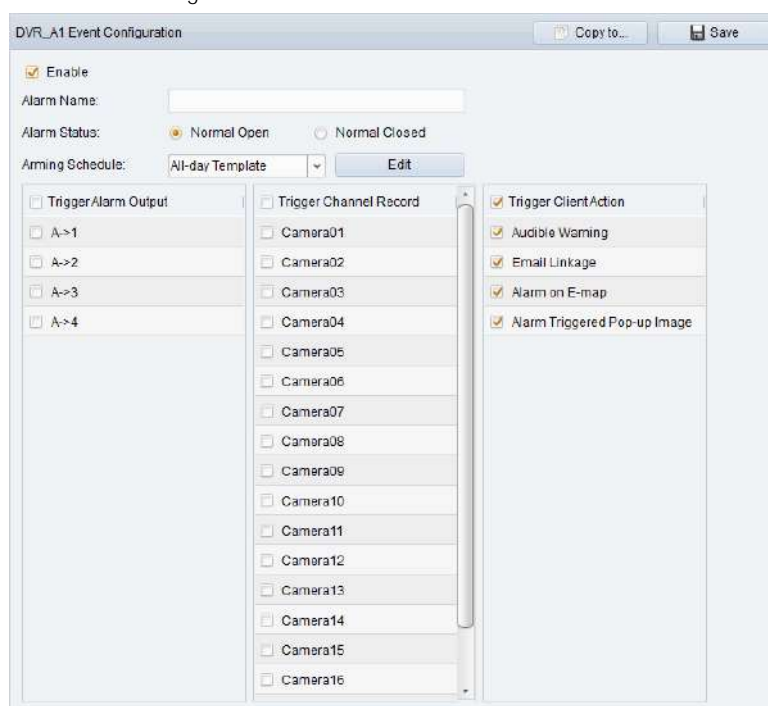 DVR_A1 Event Configuration Copy to... Save
Enable
Alarm Name:
Alarm Status: Normal Open Normal Closed
Arming Schedule: All-day Template Edit
Trigger Alarm Output
A->1
A->2
A->3
A->4
Trigger Channel Record
Camera01
Camera02
Camera03
Camera04
Camera05
Camera06
Camera07
Camera08
Camera09
Camera10
Camera11
Camera12
Camera13
Camera14
Camera15
Camera16
Trigger Client Action
Audible Warning
Email Linkage
Alarm on E-map
Alarm Triggered Pop-up Image